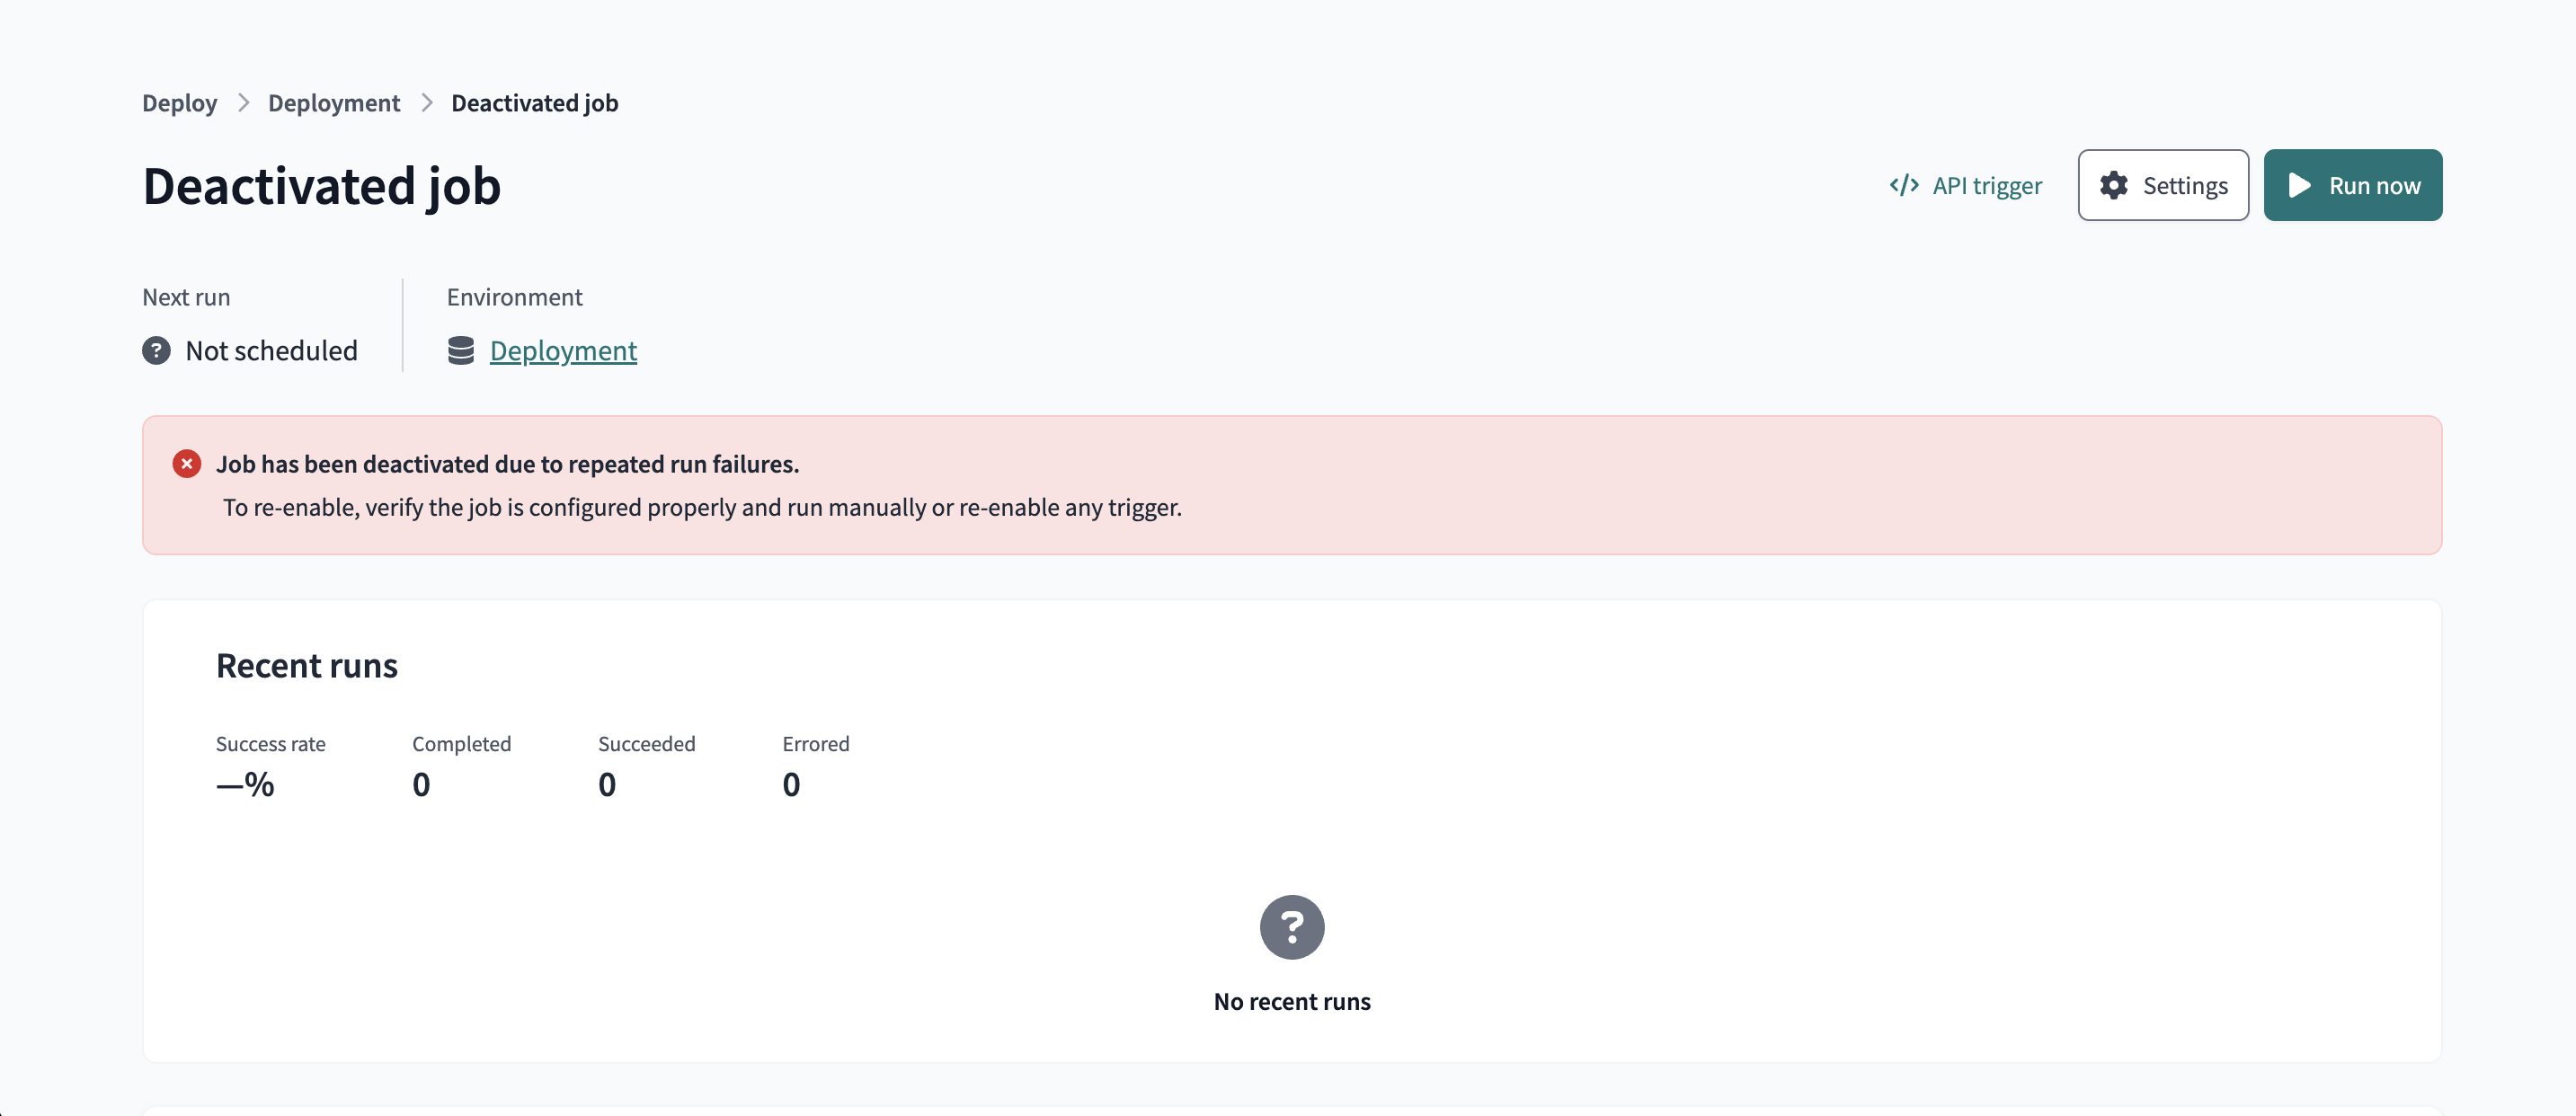 Deploy > Deployment > Deactivated job
Deactivated job
</> API trigger
Settings
Run now
Next run
Not scheduled
Environment
Deployment
Job has been deactivated due to repeated run failures.
To re-enable, verify the job is configured properly and run manually or re-enable any trigger.
Recent runs
Success rate
—%
Completed
0
Succeeded
0
Errored
0
?
No recent runs